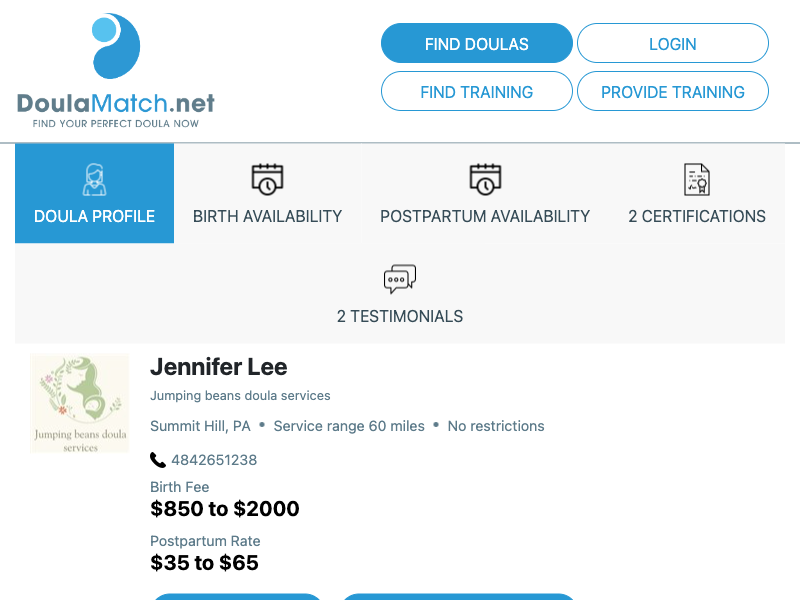 DoulaMatch.net
FIND YOUR PERFECT DOULA NOW
FIND DOULAS
LOGIN
FIND TRAINING
PROVIDE TRAINING
DOULA PROFILE
BIRTH AVAILABILITY
POSTPARTUM AVAILABILITY
2 CERTIFICATIONS
2 TESTIMONIALS
Jumping beans doula
services
Jennifer Lee
Jumping beans doula services
Summit Hill, PA • Service range 60 miles • No restrictions
4842651238
Birth Fee
$850 to $2000
Postpartum Rate
$35 to $65